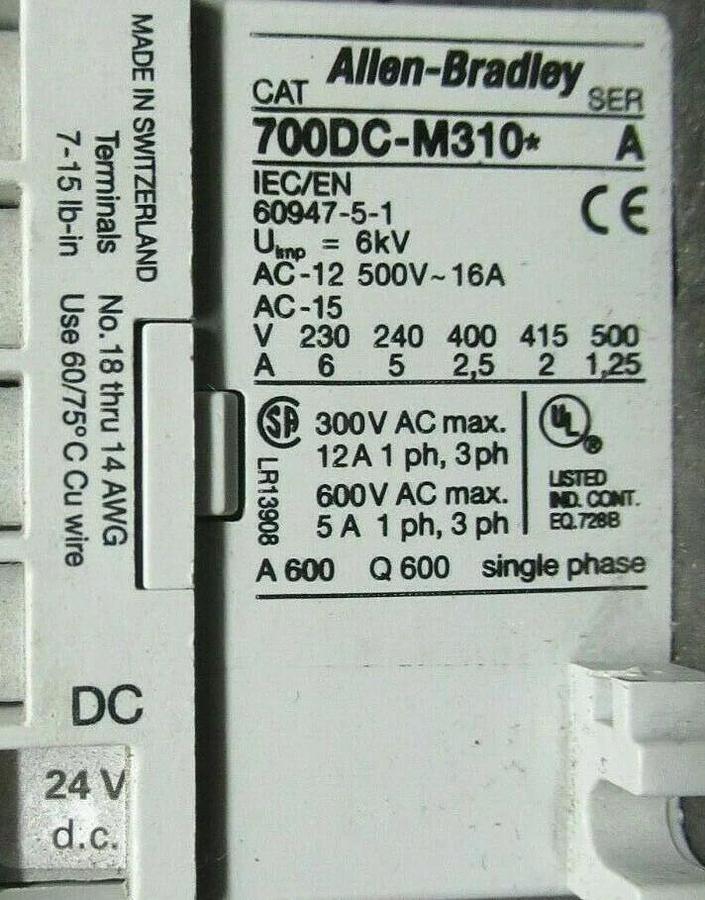 MADE IN SWITZERLAND
Terminals No. 18 thru 14 AWG
7-15 lb-in Use 60/75°C Cu wire
DC
24 V
d.c.
Allen-Bradley
CAT SER
700DC-M310* A
IEC/EN
60947-5-1
CE
Uimp = 6kV
AC-12 500V~16A
AC-15
V 230 240 400 415 500
A 6 5 2,5 2 1,25
SA 300V AC max.
12A 1 ph, 3ph
600V AC max.
5 A 1 ph, 3 ph
LR13908
UL ®
LISTED
IND. CONT.
EQ.728B
A 600 Q 600 single phase